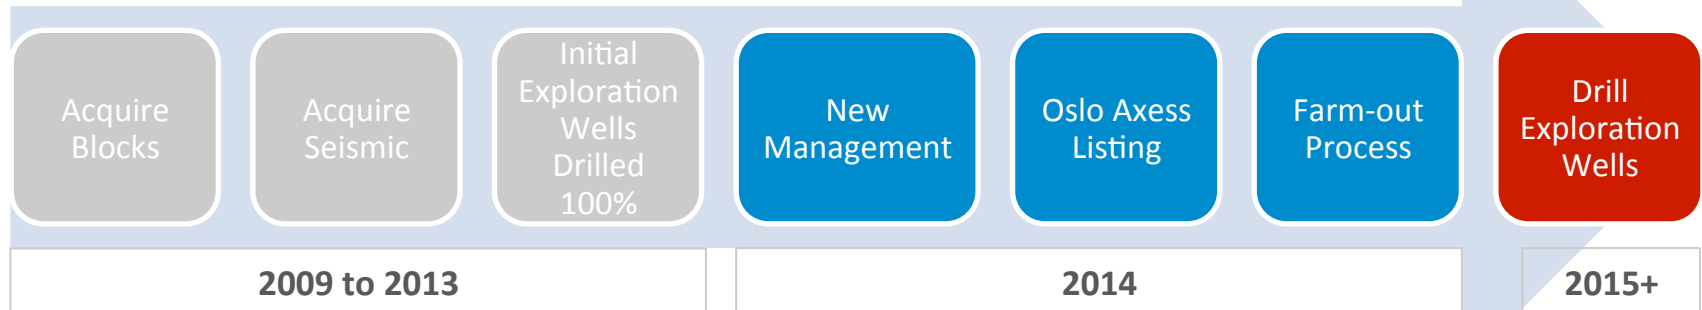 Acquire
Blocks
Acquire
Seismic
Initial
Exploration
Wells
Drilled
100%
New
Management
Oslo Axess
Listing
Farm-out
Process
Drill
Exploration
Wells
2009 to 2013
2014
2015+